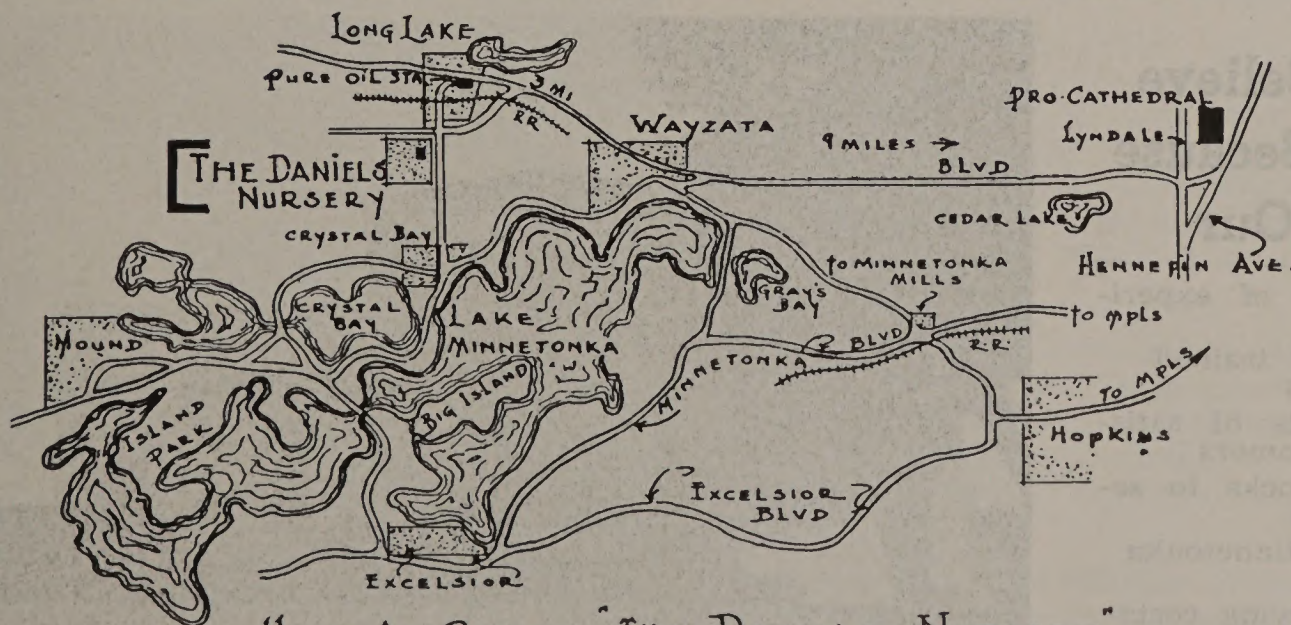 LONG LAKE
PURE OIL STA.
3 MI
RR
PRO-CATHEDRAL
LYNDALE
WAYZATA
9 MILES →
BLVD
THE DANIELS
NURSERY
CEDAR LAKE
CRYSTAL BAY
HENNEPIN AVE.
TO MINNETONKA
MILLS
GRAY'S
BAY
CRYSTAL
BAY
LAKE
MINNETONKA
TO MPLS
MOUND
BLVD
R.R.
MINNETONKA
BIG ISLAND
TO MPLS
ISLAND
PARK
HOPKINS
EXCELSIOR
BLVD
EXCELSIOR
"THE DANIELS